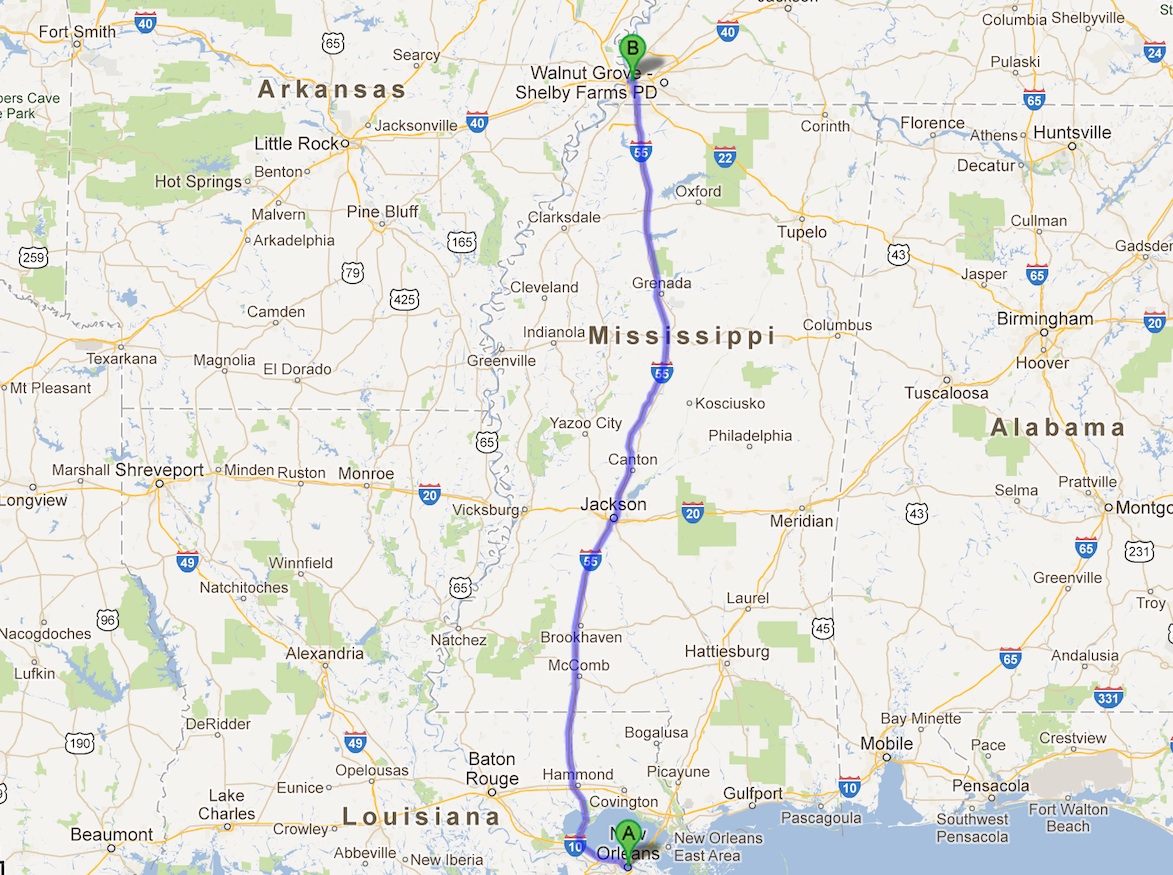 Jackson
40
Fort Smith
65
Searcy
B
40
Columbia
Shelbyville
24
Pulaski
Arkansas
Walnut Grove -
Shelby Farms PD
pers Cave
e Park
65
Jacksonville
40
Corinth
Florence
Athens
Huntsville
Little Rock
55
22
Decatur
Benton
Hot Springs
Oxford
Malvern
Pine Bluff
Clarksdale
Cullman
Tupelo
Arkadelphia
165
Gadsden
259
79
43
65
Jasper
425
Cleveland
Grenada
Camden
Birmingham
20
Indianola
Mississippi
Columbus
Texarkana
Magnolia
El Dorado
Greenville
Hoover
Mt Pleasant
55
Tuscaloosa
Kosciusko
Yazoo City
Philadelphia
Alabama
65
Canton
Marshall
Shreveport
Minden
Ruston
Monroe
Longview
20
Vicksburg
Jackson
20
Meridian
43
Selma
Prattville
Montgo
49
55
65
231
Winnfield
Natchitoches
65
Laurel
Greenville
Troy
96
Nacogdoches
Natchez
Brookhaven
45
Alexandria
Hattiesburg
65
Andalusia
Lufkin
McComb
331
DeRidder
190
49
Bogalusa
Bay Minette
Mobile
Pace
Crestview
Baton
Rouge
Opelousas
Hammond
Picayune
Eunice
Covington
Gulfport
10
Pensacola
Lake
Charles
Louisiana
Pascagoula
Southwest
Pensacola
Fort Walton
Beach
Beaumont
Crowley
A
New
Orleans
New Orleans
East Area
10
Abbeville
New Iberia